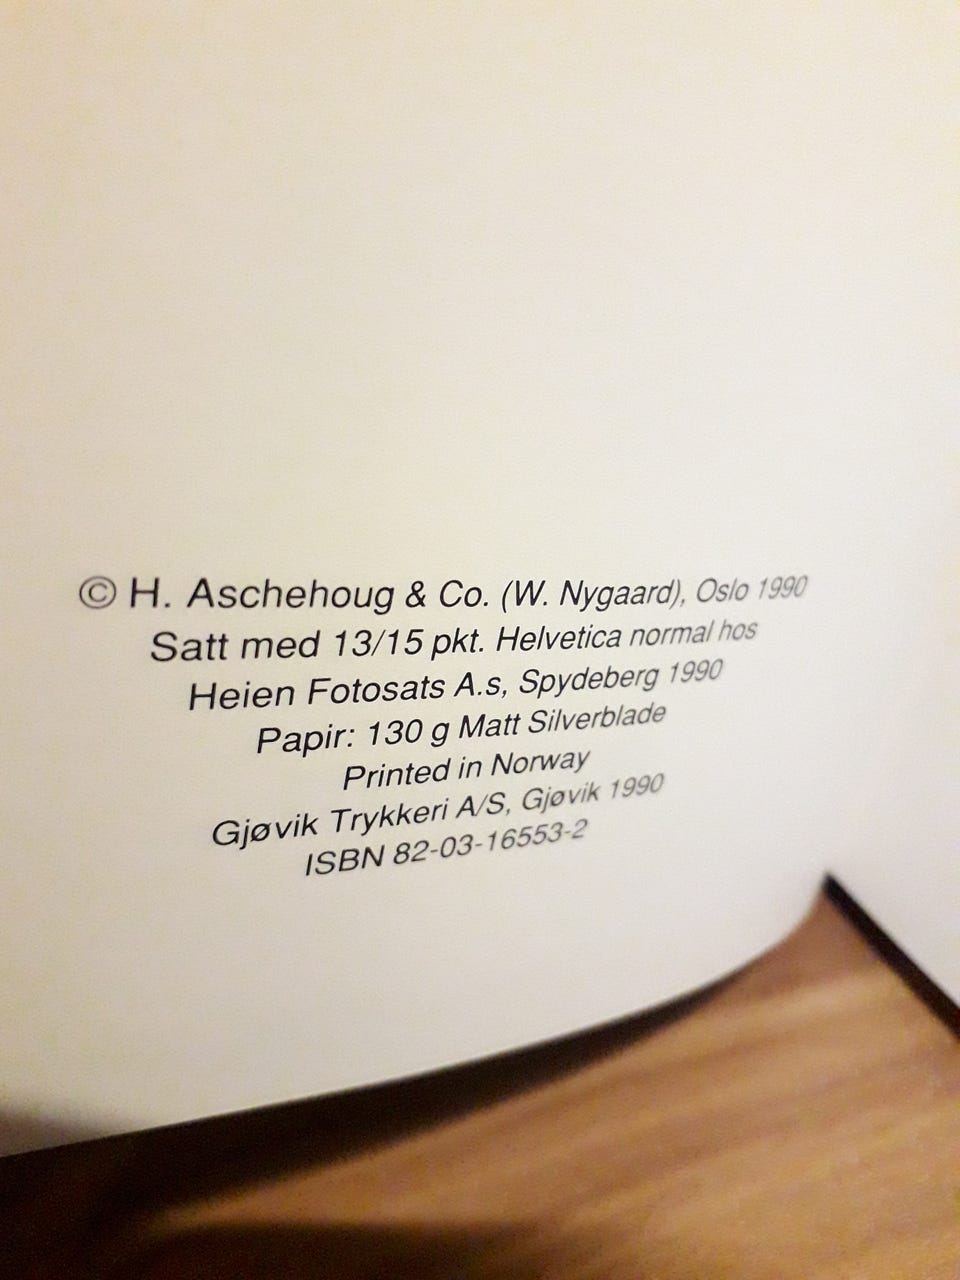 © H. Aschehoug & Co. (W. Nygaard), Oslo 1990
Satt med 13/15 pkt. Helvetica normal hos
Heien Fotosats A.s, Spydeberg 1990
Papir: 130 g Matt Silverblade
Printed in Norway
Gjøvik Trykkeri A/S, Gjøvik 1990
ISBN 82-03-16553-2